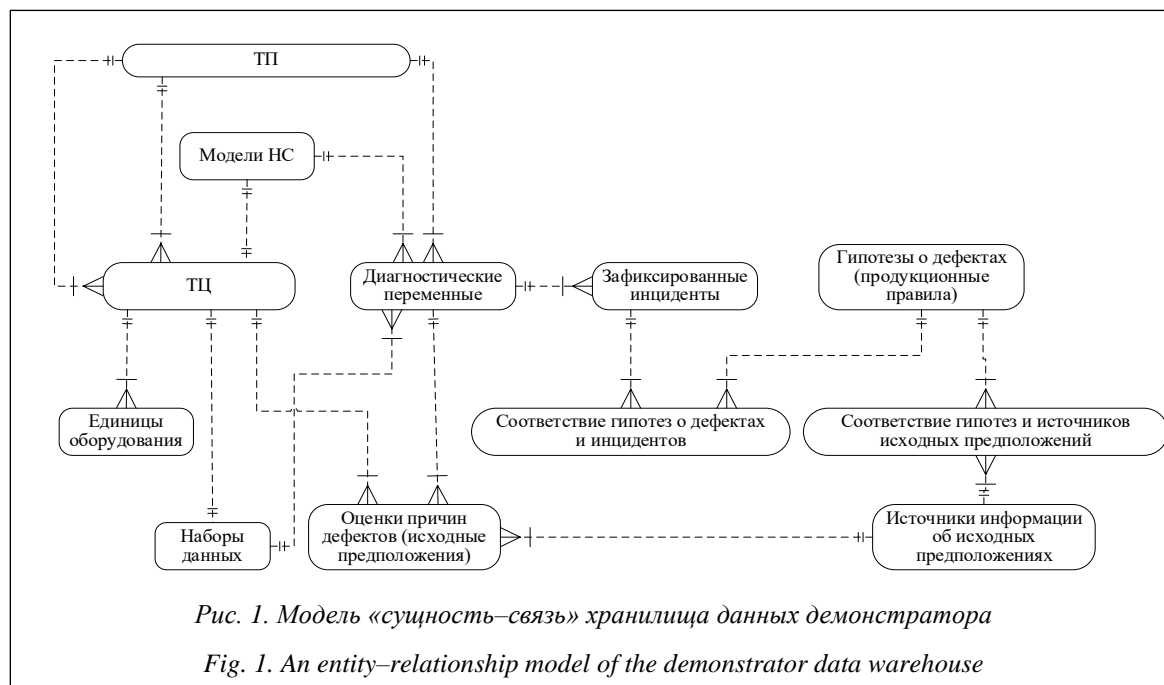 ТП
Модели НС
ТЦ
Диагностические
переменные
Зафиксированные
инциденты
Гипотезы о дефектах
(продукционные
правила)
Единицы
оборудования
Соответствие гипотез о дефектах
и инцидентов
Соответствие гипотез и источников
исходных предположений
Наборы
данных
Оценки причин
дефектов (исходные
предположения)
Источники информации
об исходных
предположениях
Рис. 1. Модель «сущность–связь» хранилища данных демонстратора
Fig. 1. An entity–relationship model of the demonstrator data warehouse